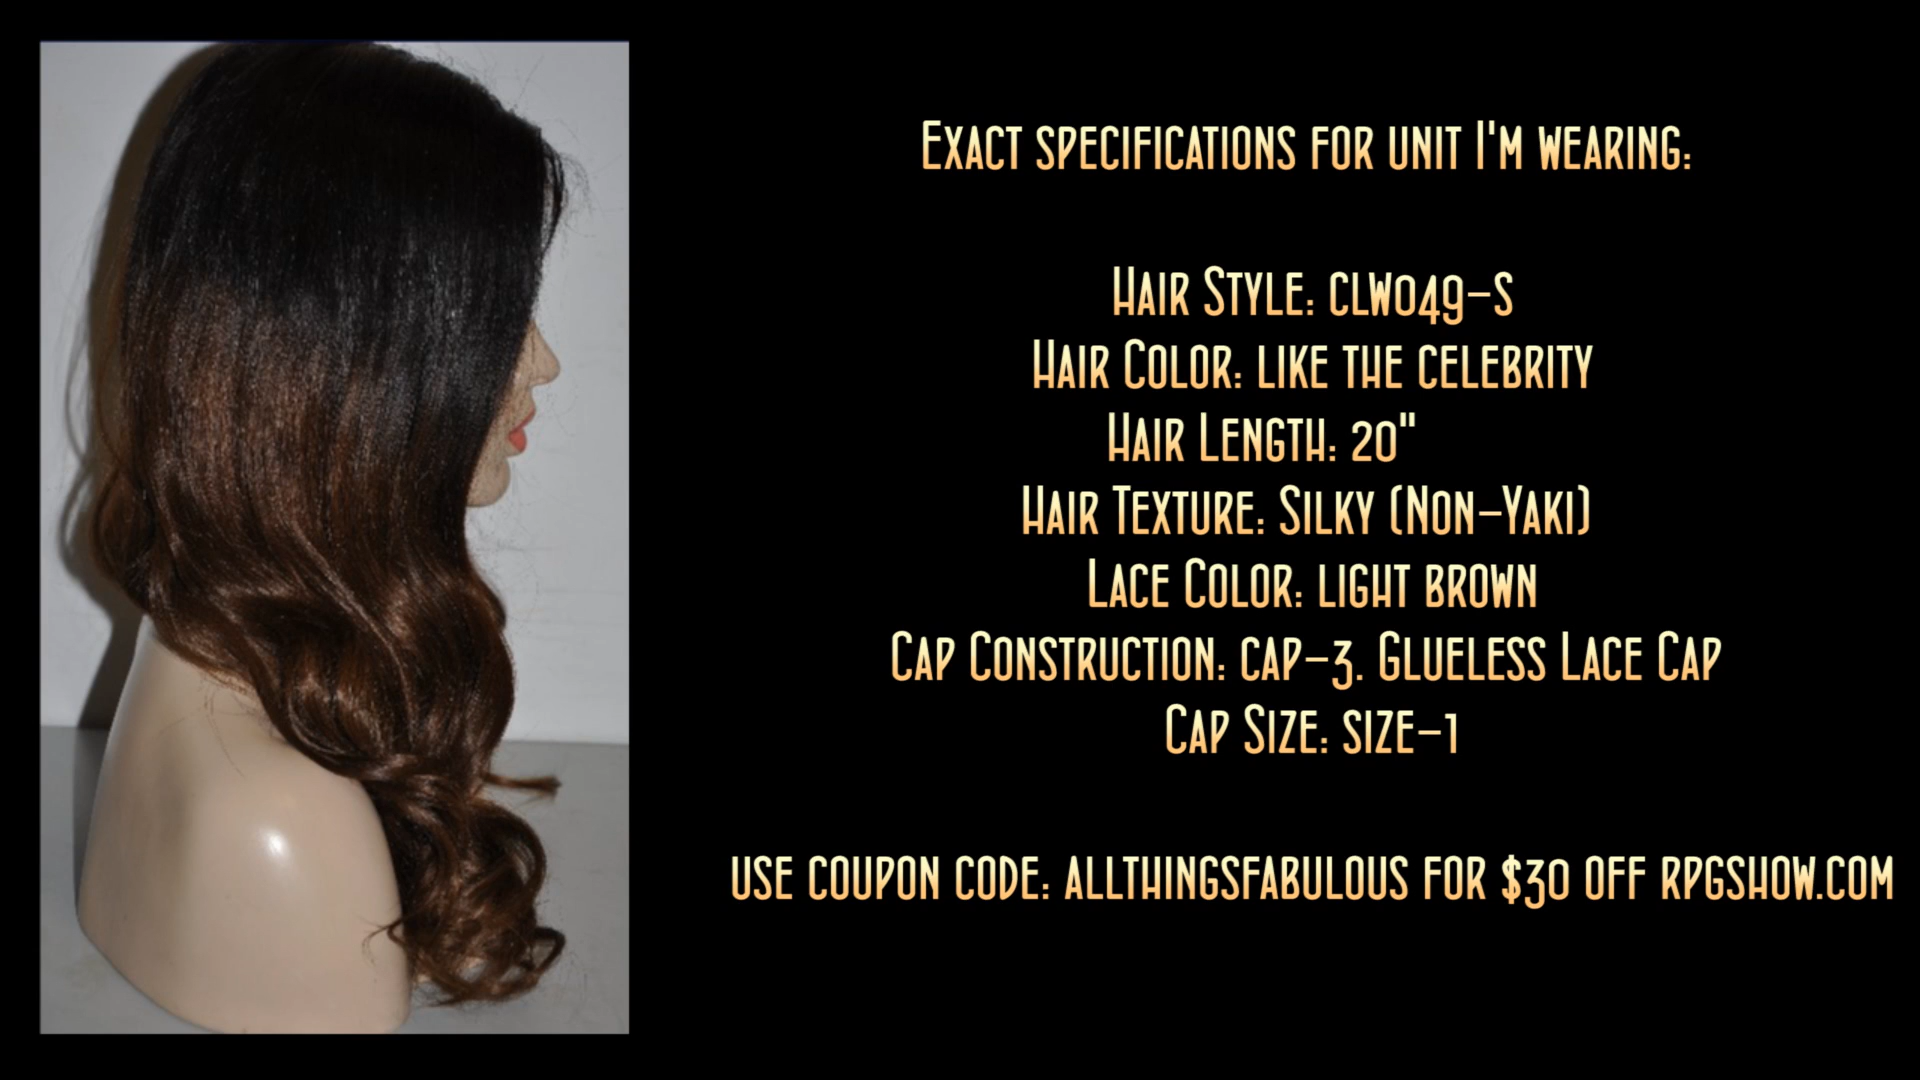 Exact specifications for unit I'm wearing:
Hair Style: CLW049-S
Hair Color: like the celebrity
Hair Length: 20"
Hair Texture: Silky (Non-Yaki)
Lace Color: light brown
Cap Construction: cap-3. Glueless Lace Cap
Cap Size: size-1
USE COUPON CODE: ALLTHINGSFABULOUS FOR $30 OFF RPGSHOW.COM